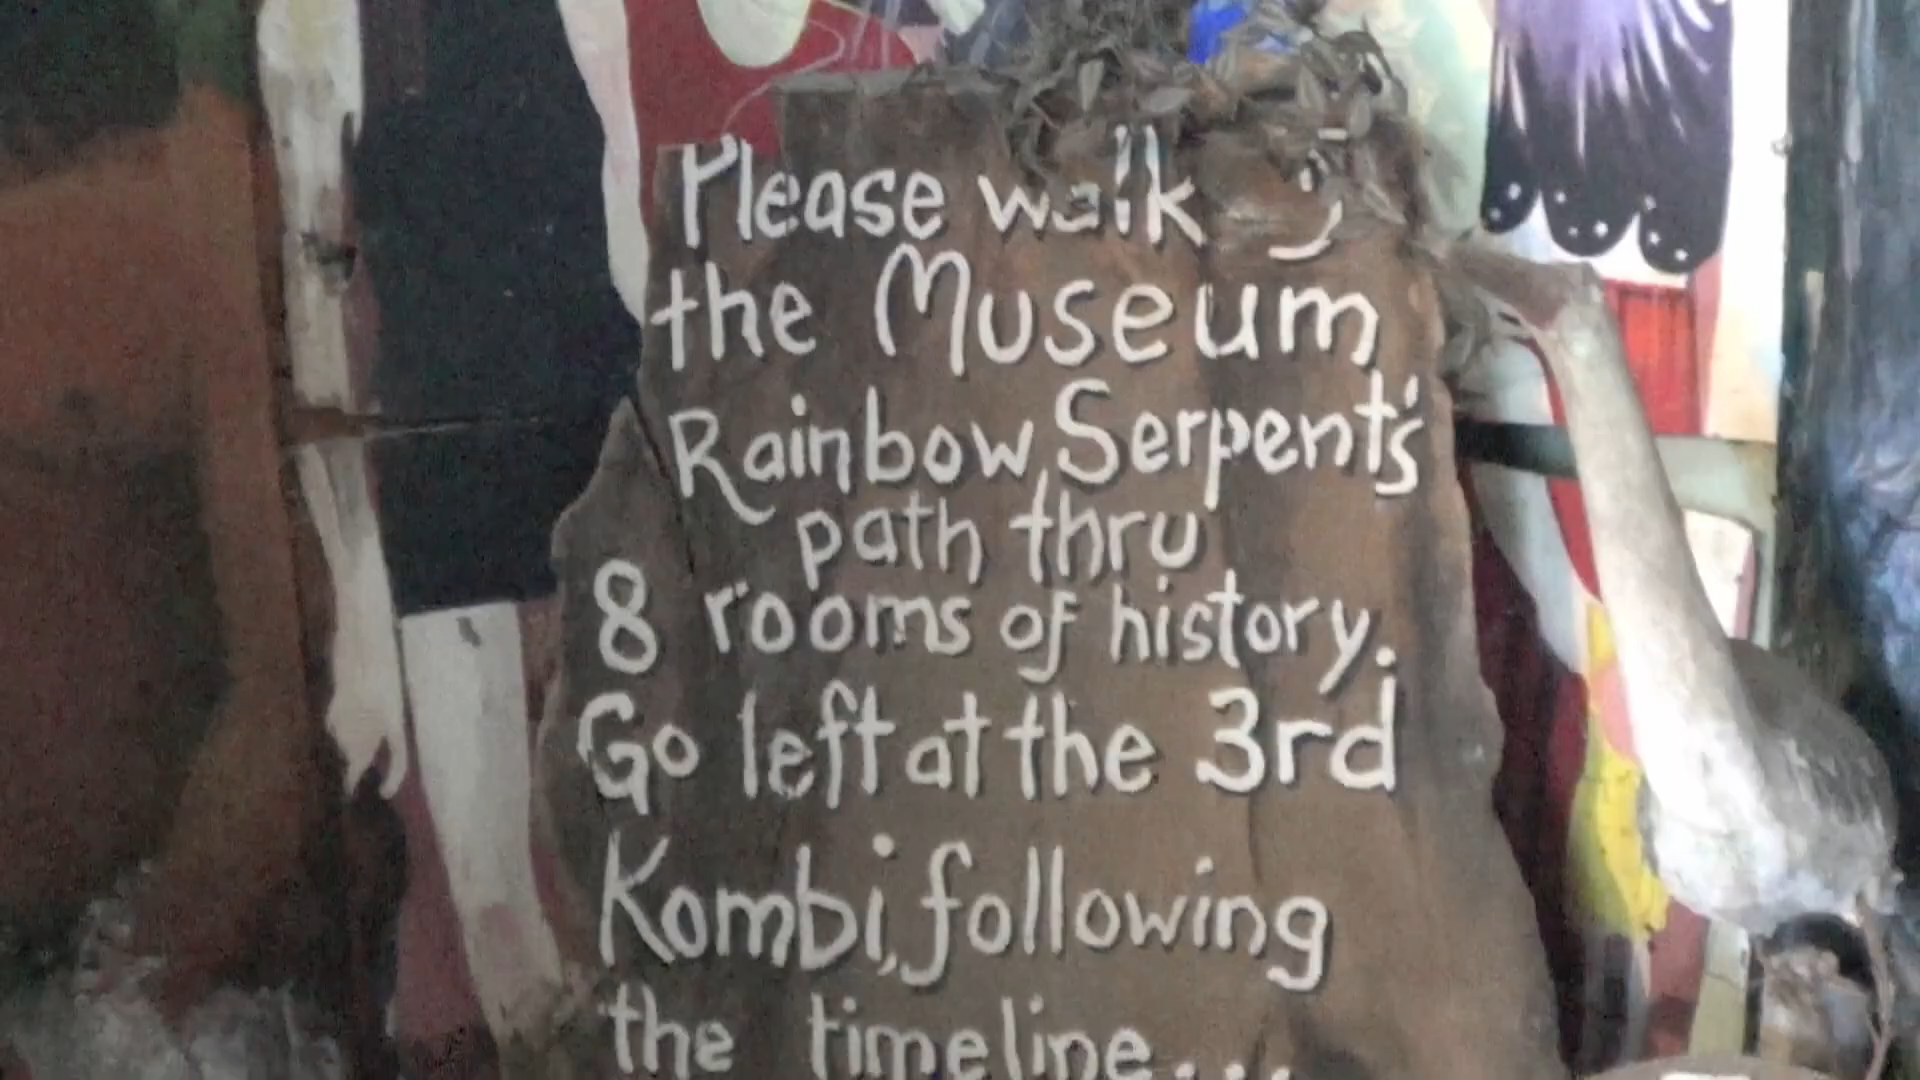 Please walk
the Museum
Rainbow Serpent's
path thru
8 rooms of history.
Go left at the 3rd
Kombi, following
the timeline...